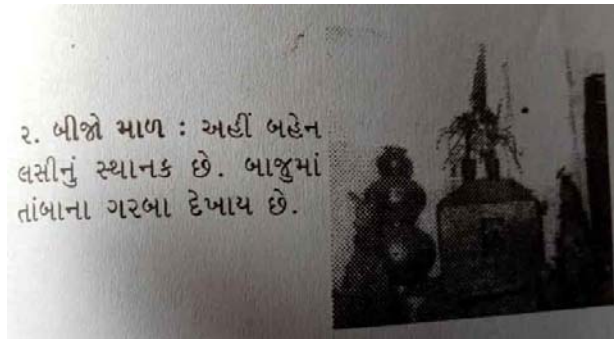 ૨. બીજો માળ : અહીં બહેન
લસીનું સ્થાનક છે. બાજુમાં
તાંબાના ગરબા દેખાય છે.